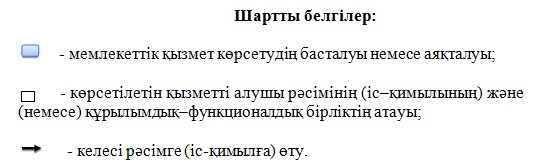 Шартты белгілер:
- мемлекеттік қызмет көрсетудің басталуы немесе аяқталуы;
- көрсетілетін қызметті алушы рәсімінің (іс–қимылының) және
(немесе) құрылымдық–функционалдық бірліктің атауы;
- келесі рәсімге (іс-қимылға) өту.